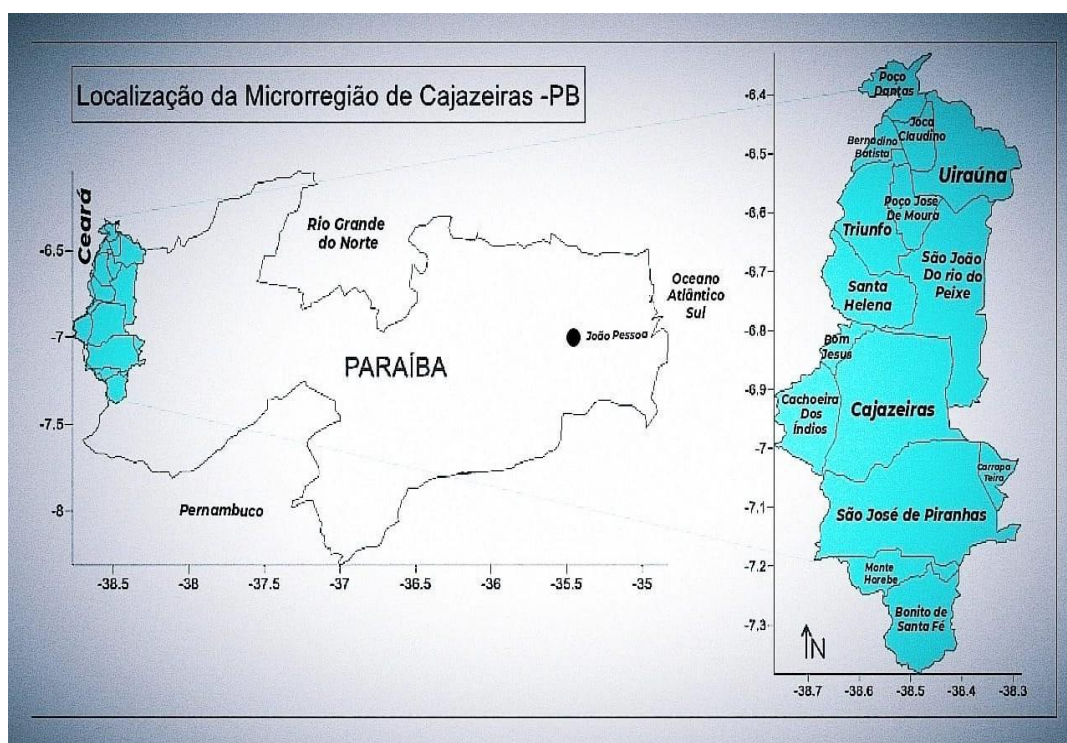 Localização da Microrregião de Cajazeiras -PB
Ceará
Rio Grande
do Norte
Oceano
Atlântico
Sul
João Pessoa
PARAÍBA
Pernambuco
-6.5
-7
-7.5
-8
-38.5
-38
-37.5
-37
-36.5
-36
-35.5
-35
Poço
Dantas
Joca
Claudino
Bernadino
Batista
Uiraúna
Poço José
De Moura
Triunfo
São João
Do rio do
Peixe
Santa
Helena
Bom
Jesus
Cachoeira
Dos
Índios
Cajazeiras
Carrapa
Teira
São José de Piranhas
Monte
Horebe
Bonito de
Santa Fé
N
-6,4
-6,5
-6,6
-6,7
-6,8
-6,9
-7
-7.1
-7.2
-7,3
-38.7
-38.6
-38.5
-38.4
-38.3